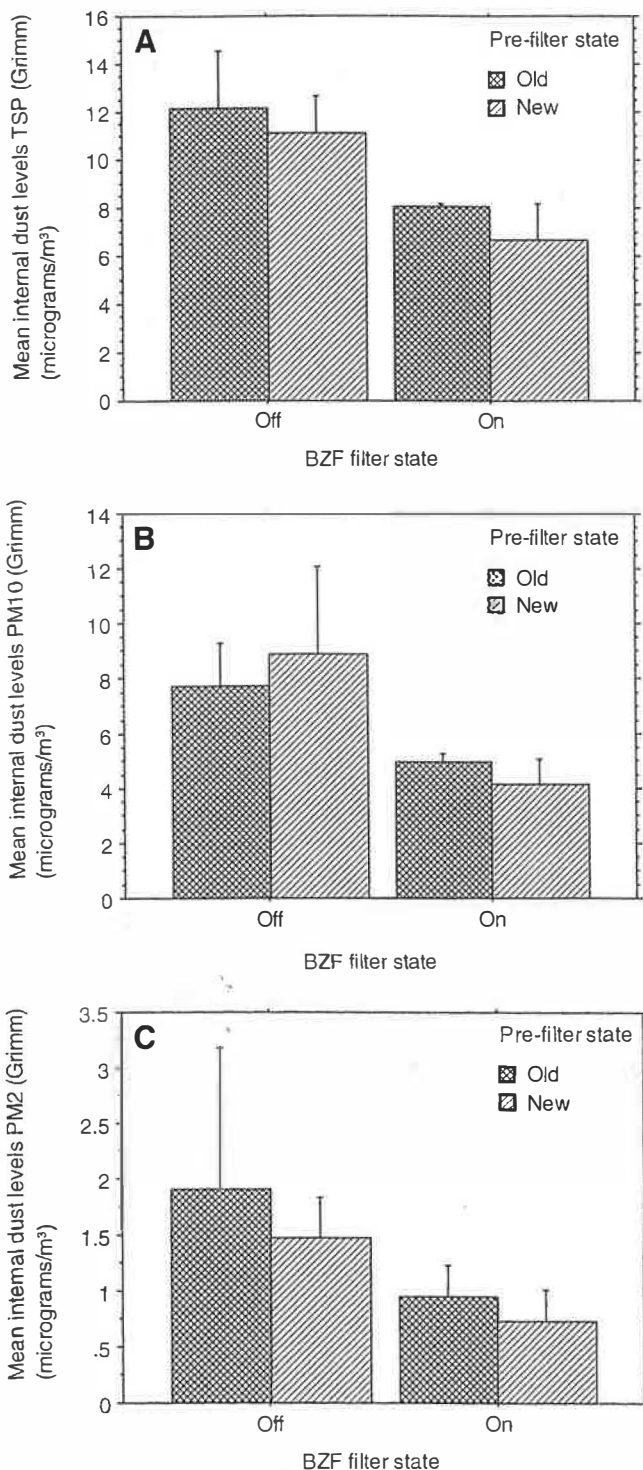 A
Pre-filter state
Old
New
Mean internal dust levels TSP (Grimm)
(micrograms/m³)
16
14
12
10
8
6
4
2
0
Off
On
BZF filter state
B
Pre-filter state
Old
New
Mean internal dust levels PM10 (Grimm)
(micrograms/m³)
14
12
10
8
6
4
2
0
Off
On
BZF filter state
C
Pre-filter state
Old
New
Mean internal dust levels PM2 (Grimm)
(micrograms/m³)
3.5
3
2.5
2
1.5
1
.5
0
Off
On
BZF filter state